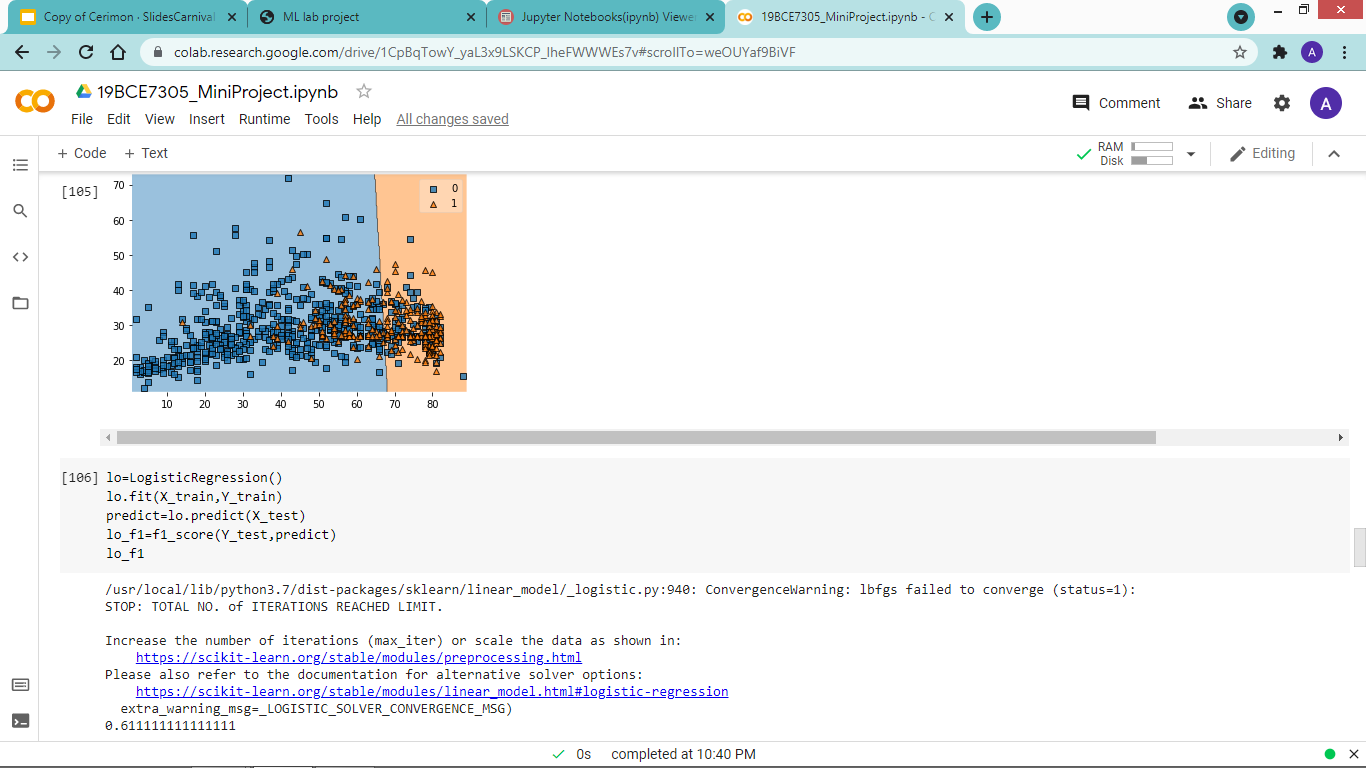 Copy of Cerimon · SlidesCarnival
ML lab project
Jupyter Notebooks(ipynb) Viewer
19BCE7305_MiniProject.ipynb - C
colab.research.google.com/drive/1CpBqTowY_yaL3x9LSKCP_IheFWWWEs7v#scrollTo=weOUYaf9BiVF
A
19BCE7305_MiniProject.ipynb
Comment
Share
A
File Edit View Insert Runtime Tools Help All changes saved
+ Code + Text
RAM
Disk
Editing
[105]
70
60
50
40
30
20
10 20 30 40 50 60 70 80
0
1
[106] lo=LogisticRegression()
lo.fit(X_train,Y_train)
predict=lo.predict(X_test)
lo_f1=f1_score(Y_test,predict)
lo_f1
/usr/local/lib/python3.7/dist-packages/sklearn/linear_model/_logistic.py:940: ConvergenceWarning: lbfgs failed to converge (status=1):
STOP: TOTAL NO. of ITERATIONS REACHED LIMIT.
Increase the number of iterations (max_iter) or scale the data as shown in:
https://scikit-learn.org/stable/modules/preprocessing.html
Please also refer to the documentation for alternative solver options:
https://scikit-learn.org/stable/modules/linear_model.html#logistic-regression
extra_warning_msg=_LOGISTIC_SOLVER_CONVERGENCE_MSG)
0.611111111111111
0s completed at 10:40 PM